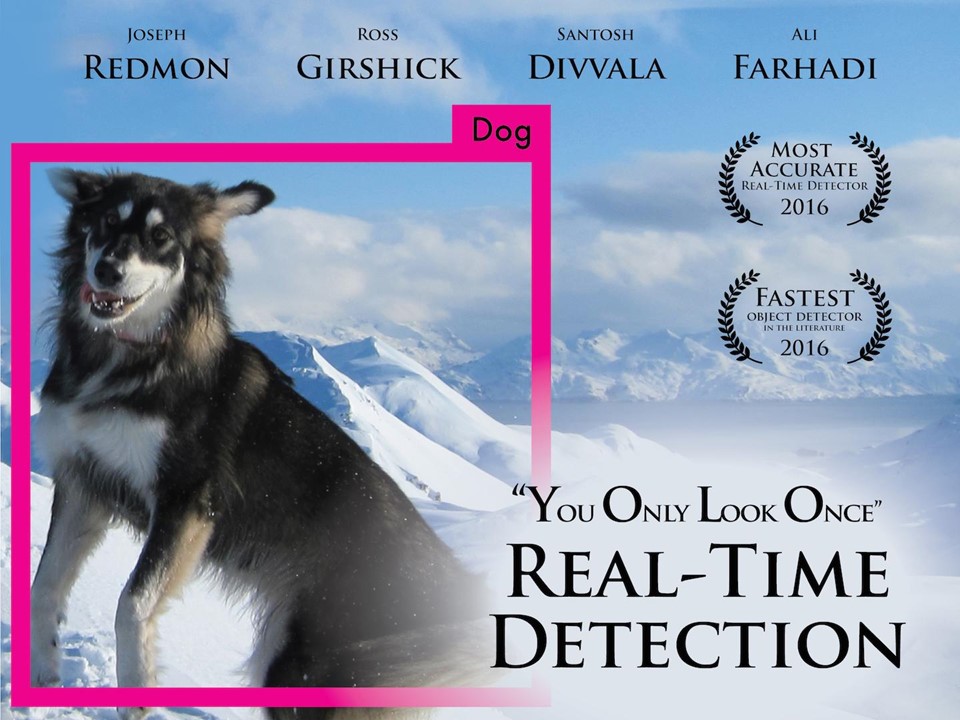 Joseph
Redmon
Ross
Girshick
Santosh
Divvala
Ali
Farhadi
Dog
Most
Accurate
Real-Time Detector
2016
Fastest
object detector
in the literature
2016
“You Only Look Once”
Real-Time
Detection